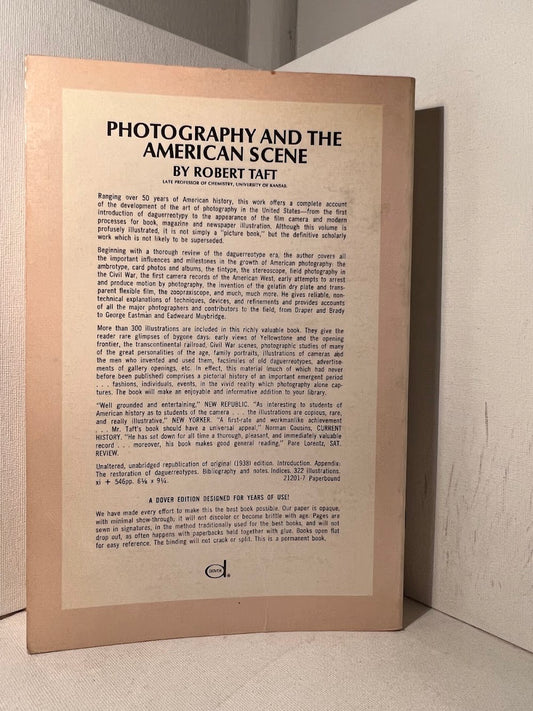 PHOTOGRAPHY AND THE
AMERICAN SCENE
BY ROBERT TAFT
LATE PROFESSOR OF CHEMISTRY, UNIVERSITY OF KANSAS
Ranging over 50 years of American history, this work offers a complete account
of the development of the art of photography in the United States—from the first
introduction of daguerreotypy to the appearance of the film camera and modern
processes for book, magazine and newspaper illustration. Although this volume is
profusely illustrated, it is not simply a "picture book," but the definitive scholarly
work which is not likely to be superseded.
Beginning with a thorough review of the daguerreotype era, the author covers all
the important influences and milestones in the growth of American photography: the
ambrotype, card photos and albums, the tintype, the stereoscope, field photography in
the Civil War, the first camera records of the American West, early attempts to arrest
and produce motion by photography, the invention of the gelatin dry plate and trans-
parent flexible film, the zoopraxiscope, and much, much more. He gives reliable, non-
technical explanations of techniques, devices, and refinements and provides accounts
of all the major photographers and contributors to the field, from Draper and Brady
to George Eastman and Eadweard Muybridge.
More than 300 illustrations are included in this richly valuable book. They give the
reader rare glimpses of bygone days: early views of Yellowstone and the opening
frontier, the transcontinental railroad, Civil War scenes, photographic studies of many
of the great personalities of the age, family portraits, illustrations of cameras and
the men who invented and used them, facsimiles of old daguerreotypes, advertise-
ments of gallery openings, etc. In effect, this material (much of which had never
before been published) comprises a pictorial history of an important emergent period
. . . fashions, individuals, events, in the vivid reality which photography alone cap-
tures. The book will make an enjoyable and informative addition to your library.
"Well grounded and entertaining," NEW REPUBLIC. "As interesting to students of
American history as to students of the camera . . . the illustrations are copious, rare,
and really illustrative," NEW YORKER. "A first-rate and workmanlike achievement
. . . Mr. Taft's book should have a universal appeal," Norman Cousins, CURRENT
HISTORY. "He has set down for all time a thorough, pleasant, and immediately valuable
record . . . moreover, his book makes good general reading," Pare Lorentz, SAT.
REVIEW.
Unaltered, unabridged republication of original (1938) edition. Introduction. Appendix:
The restoration of daguerreotypes. Bibliography and notes. Indices. 322 illustrations.
xi + 546pp. 6⅛ x 9¼. 21201-7 Paperbound
A DOVER EDITION DESIGNED FOR YEARS OF USE!
We have made every effort to make this the best book possible. Our paper is opaque,
with minimal show-through; it will not discolor or become brittle with age. Pages are
sewn in signatures, in the method traditionally used for the best books, and will not
drop out, as often happens with paperbacks held together with glue. Books open flat
for easy reference. The binding will not crack or split. This is a permanent book.
DOVER
®